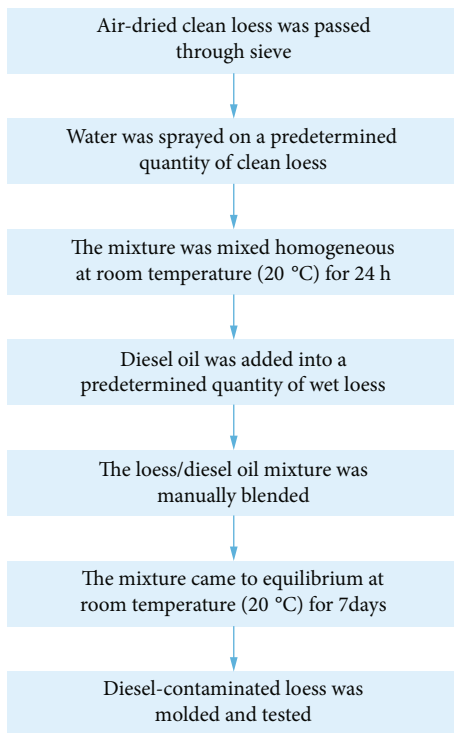 Air-dried clean loess was passed
through sieve
Water was sprayed on a predetermined
quantity of clean loess
The mixture was mixed homogeneous
at room temperature (20 °C) for 24 h
Diesel oil was added into a
predetermined quantity of wet loess
The loess/diesel oil mixture was
manually blended
The mixture came to equilibrium at
room temperature (20 °C) for 7days
Diesel-contaminated loess was
molded and tested